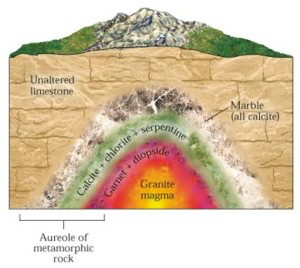 Unaltered
limestone
Marble
(all calcite)
Calcite + chlorite + serpentine
Garnet + diopside
Granite
magma
Aureole of
metamorphic
rock